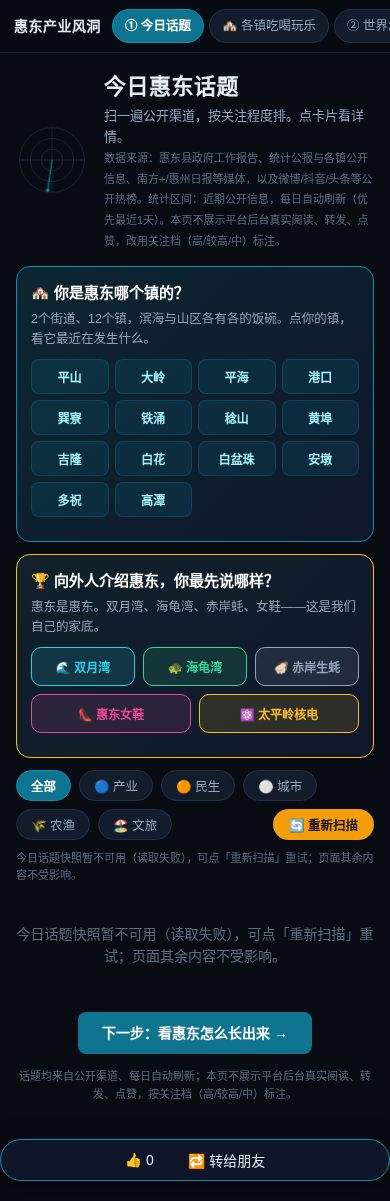 惠东产业风洞
① 今日话题
🏘️ 各镇吃喝玩乐
② 世界
今日惠东话题
扫一遍公开渠道，按关注程度排。点卡片看详
情。
数据来源：惠东县政府工作报告、统计公报与各镇公开
信息、南方+/惠州日报等媒体，以及微博/抖音/头条等公
开热榜。统计区间：近期公开信息，每日自动刷新（优
先最近1天）。本页不展示平台后台真实阅读、转发、点
赞，改用关注档（高/较高/中）标注。
🏘️ 你是惠东哪个镇的？
2个街道、12个镇，滨海与山区各有各的饭碗。点你的镇，
看它最近在发生什么。
平山 大岭 平海 港口
巽寮 铁涌 稔山 黄埠
吉隆 白花 白盆珠 安墩
多祝 高潭
🏆 向外人介绍惠东，你最先说哪样？
惠东是惠东。双月湾、海龟湾、赤岸蚝、女鞋——这是我们
自己的家底。
🌊 双月湾 🐢 海龟湾 🦪 赤岸生蚝
👠 惠东女鞋 ⚛️ 太平岭核电
全部 🔵 产业 🟠 民生 ⚪ 城市
🌾 农渔 🏖️ 文旅 🔄 重新扫描
今日话题快照暂不可用（读取失败），可点「重新扫描」重试；页面其余内
容不受影响。
今日话题快照暂不可用（读取失败），可点「重新扫描」重
试；页面其余内容不受影响。
下一步：看惠东怎么长出来 →
话题均来自公开渠道、每日自动刷新；本页不展示平台后台真实阅读、转
发、点赞，按关注档（高/较高/中）标注。
👍 0 🔁 转给朋友